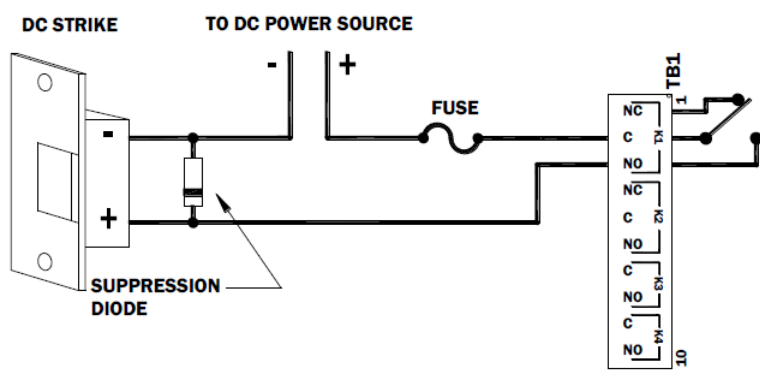 DC STRIKE
TO DC POWER SOURCE
- +
FUSE
TB1
1
NC
C
NO
K1
NC
C
NO
K2
C
NO
K3
C
NO
K4
10
-
+
SUPPRESSION
DIODE